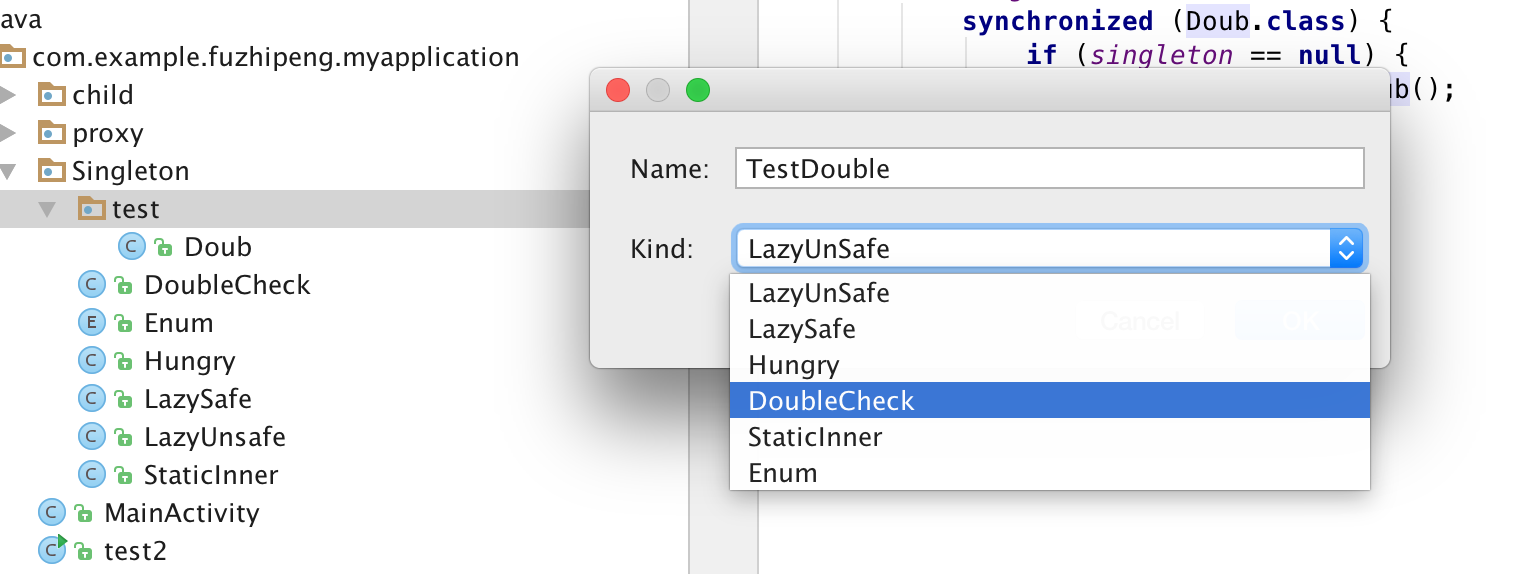 ava
com.example.fuzhipeng.myapplication
child
proxy
Singleton
test
C Doub
C DoubleCheck
E Enum
C Hungry
C LazySafe
C LazyUnsafe
C StaticInner
C MainActivity
C test2
synchronized (Doub.class) {
if (singleton == null) {
ub();
Name: TestDouble
Kind: LazyUnSafe
LazyUnSafe
LazySafe
Hungry
DoubleCheck
StaticInner
Enum
Cancel OK